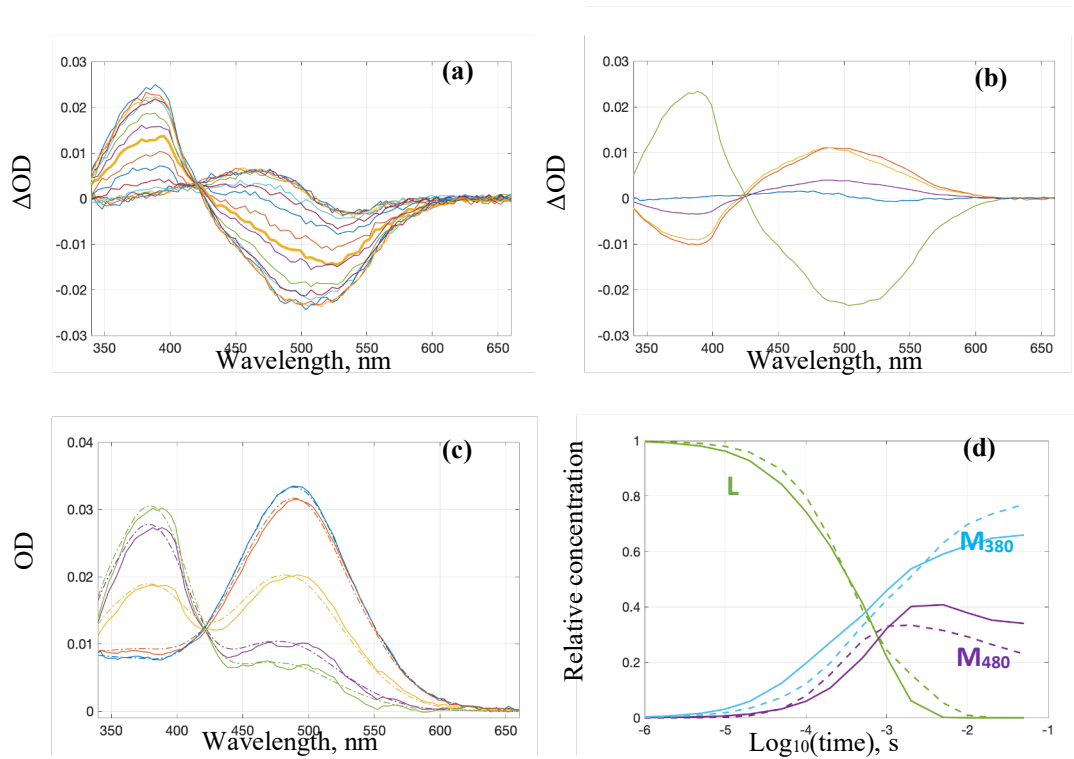 (a)
0.03
0.02
0.01
0
-0.01
-0.02
-0.03
ΔOD
350 400 450 500 550 600 650
Wavelength, nm
(b)
0.03
0.02
0.01
0
-0.01
-0.02
-0.03
ΔOD
350 400 450 500 550 600 650
Wavelength, nm
(c)
0.04
0.03
0.02
0.01
0
OD
350 400 450 500 550 600 650
Wavelength, nm
(d)
1
0.8
0.6
0.4
0.2
0
Relative concentration
L
M380
M480
-6 -5 -4 -3 -2 -1
Log10(time), s